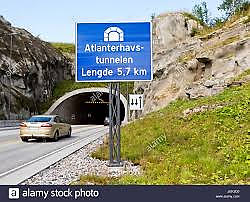 Atlanterhavs-
tunnelen
Lengde 5,7 km
alamy stock photo